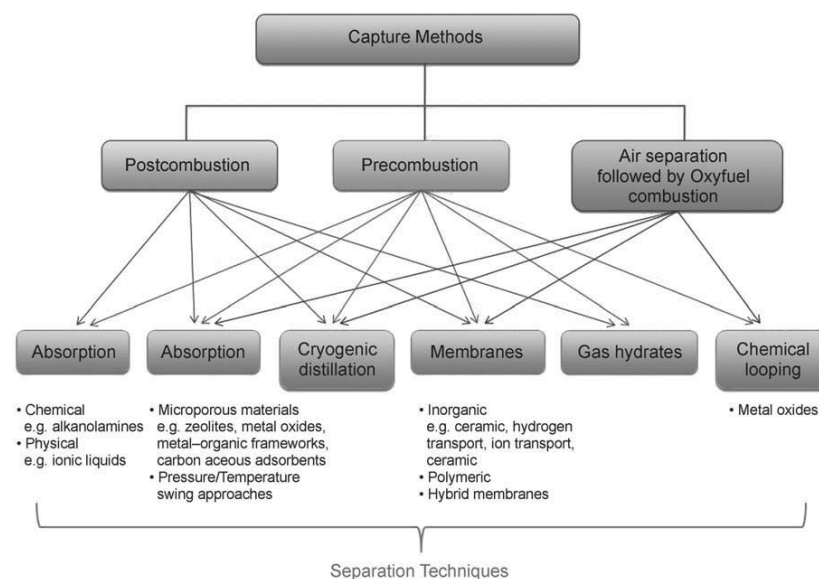 Capture Methods
Postcombustion
Precombustion
Air separation
followed by Oxyfuel
combustion
Absorption
Absorption
Cryogenic
distillation
Membranes
Gas hydrates
Chemical
looping
• Chemical
e.g. alkanolamines
• Physical
e.g. ionic liquids
• Microporous materials
e.g. zeolites, metal oxides,
metal–organic frameworks,
carbon aceous adsorbents
• Pressure/Temperature
swing approaches
• Inorganic
e.g. ceramic, hydrogen
transport, ion transport,
ceramic
• Polymeric
• Hybrid membranes
• Metal oxides
Separation Techniques